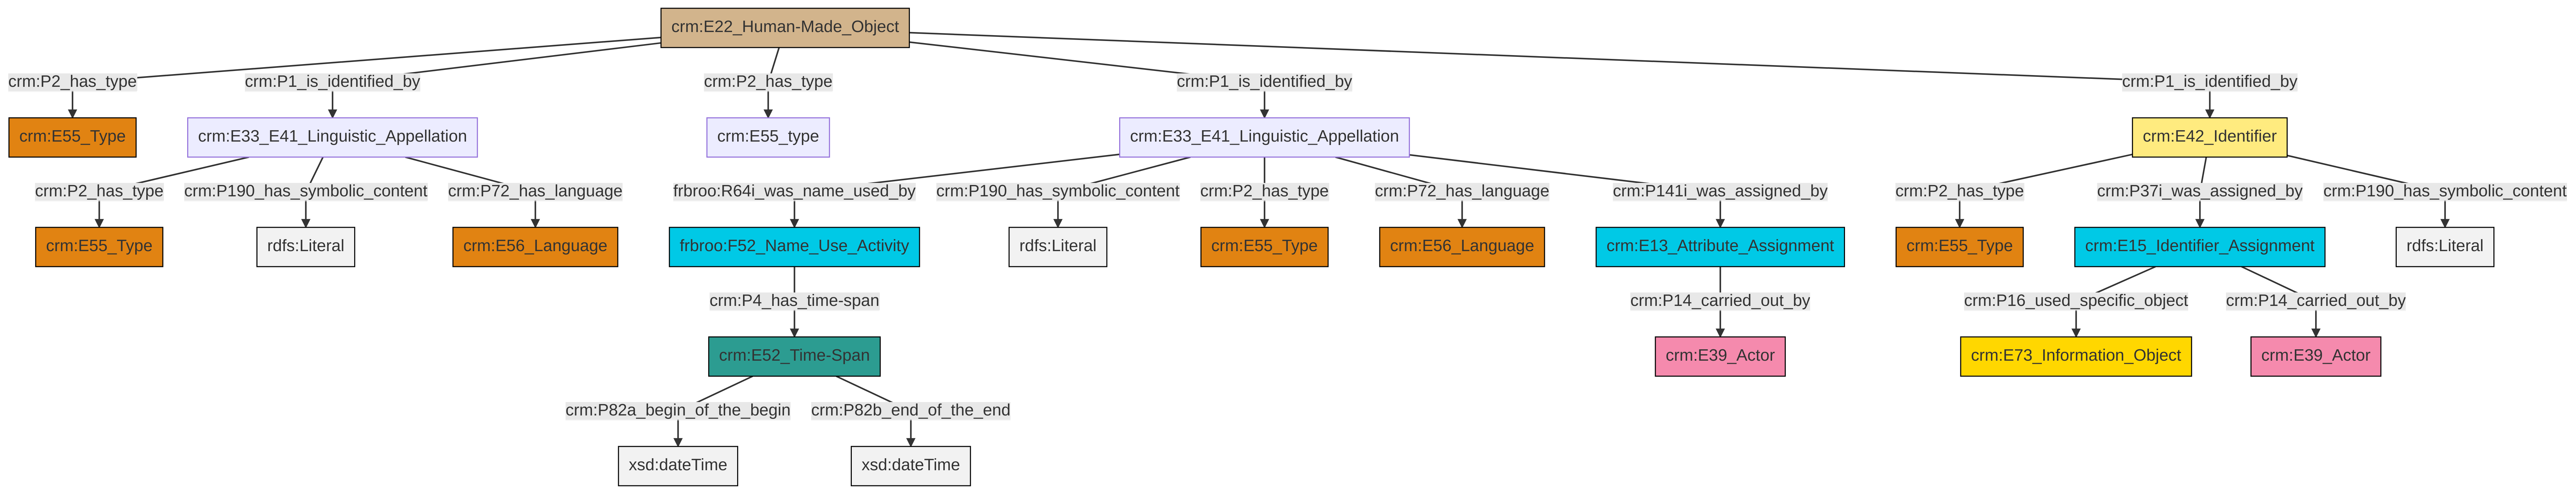 crm:E22_Human-Made_Object
crm:P2_has_type
crm:P1_is_identified_by
crm:P2_has_type
crm:P1_is_identified_by
crm:P1_is_identified_by
crm:E55_Type
crm:E33_E41_Linguistic_Appellation
crm:E55_type
crm:E33_E41_Linguistic_Appellation
crm:E42_Identifier
crm:P2_has_type
crm:P190_has_symbolic_content
crm:P72_has_language
frbroo:R64i_was_name_used_by
crm:P190_has_symbolic_content
crm:P2_has_type
crm:P72_has_language
crm:P141i_was_assigned_by
crm:P2_has_type
crm:P37i_was_assigned_by
crm:P190_has_symbolic_content
crm:E55_Type
rdfs:Literal
crm:E56_Language
frbroo:F52_Name_Use_Activity
rdfs:Literal
crm:E55_Type
crm:E56_Language
crm:E13_Attribute_Assignment
crm:E55_Type
crm:E15_Identifier_Assignment
rdfs:Literal
crm:P4_has_time-span
crm:P14_carried_out_by
crm:P16_used_specific_object
crm:P14_carried_out_by
crm:E52_Time-Span
crm:E39_Actor
crm:E73_Information_Object
crm:E39_Actor
crm:P82a_begin_of_the_begin
crm:P82b_end_of_the_end
xsd:dateTime
xsd:dateTime